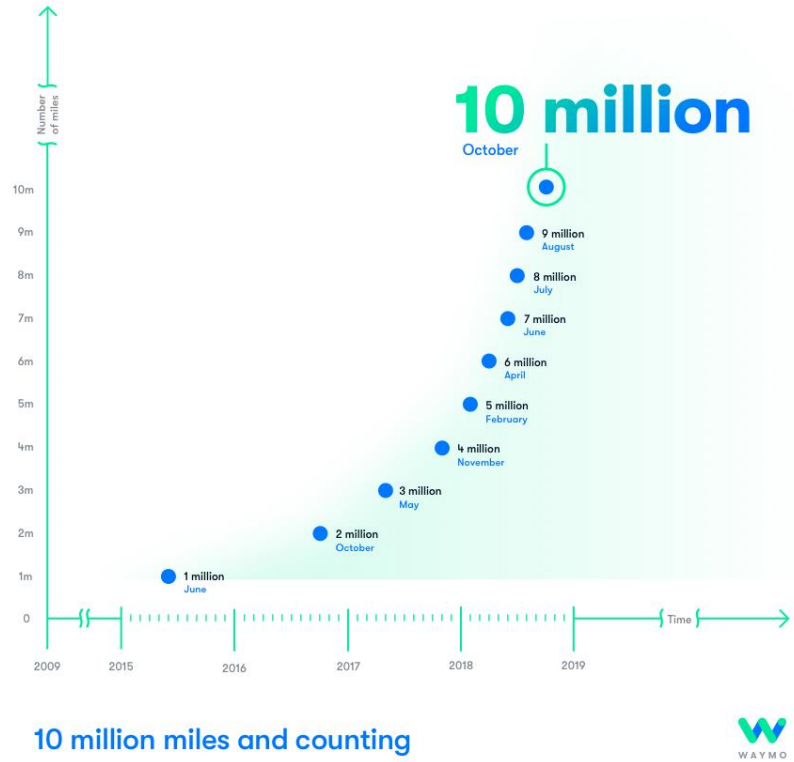 Number
of miles
10 million
October
10m
9m
8m
7m
6m
5m
4m
3m
2m
1m
0
9 million
August
8 million
July
7 million
June
6 million
April
5 million
February
4 million
November
3 million
May
2 million
October
1 million
June
Time
2009
2015
2016
2017
2018
2019
10 million miles and counting
WAYMO